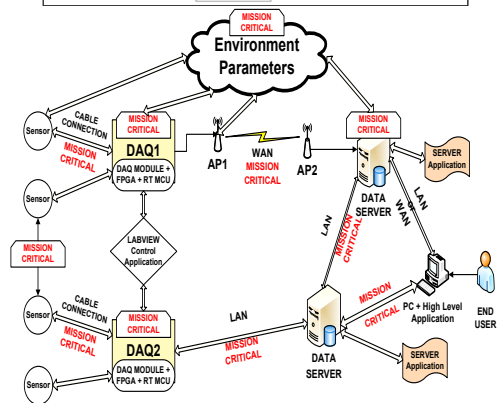 MISSION
CRITICAL
Environment
Parameters
Sensor
CABLE
CONNECTION
MISSION
CRITICAL
MISSION
CRITICAL
DAQ1
DAQ MODULE +
FPGA + RT MCU
AP1
WAN
MISSION
CRITICAL
AP2
MISSION
CRITICAL
DATA
SERVER
SERVER
Application
Sensor
LABVIEW
Control
Application
LAN
MISSION
CRITICAL
LAN
or
WAN
MISSION
CRITICAL
Sensor
CABLE
CONNECTION
MISSION
CRITICAL
MISSION
CRITICAL
DAQ2
DAQ MODULE +
FPGA + RT MCU
Sensor
LAN
MISSION
CRITICAL
DATA
SERVER
MISSION
CRITICAL
PC + High Level
Application
END
USER
SERVER
Application